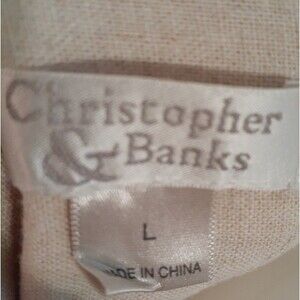 Christopher
& Banks
L
MADE IN CHINA